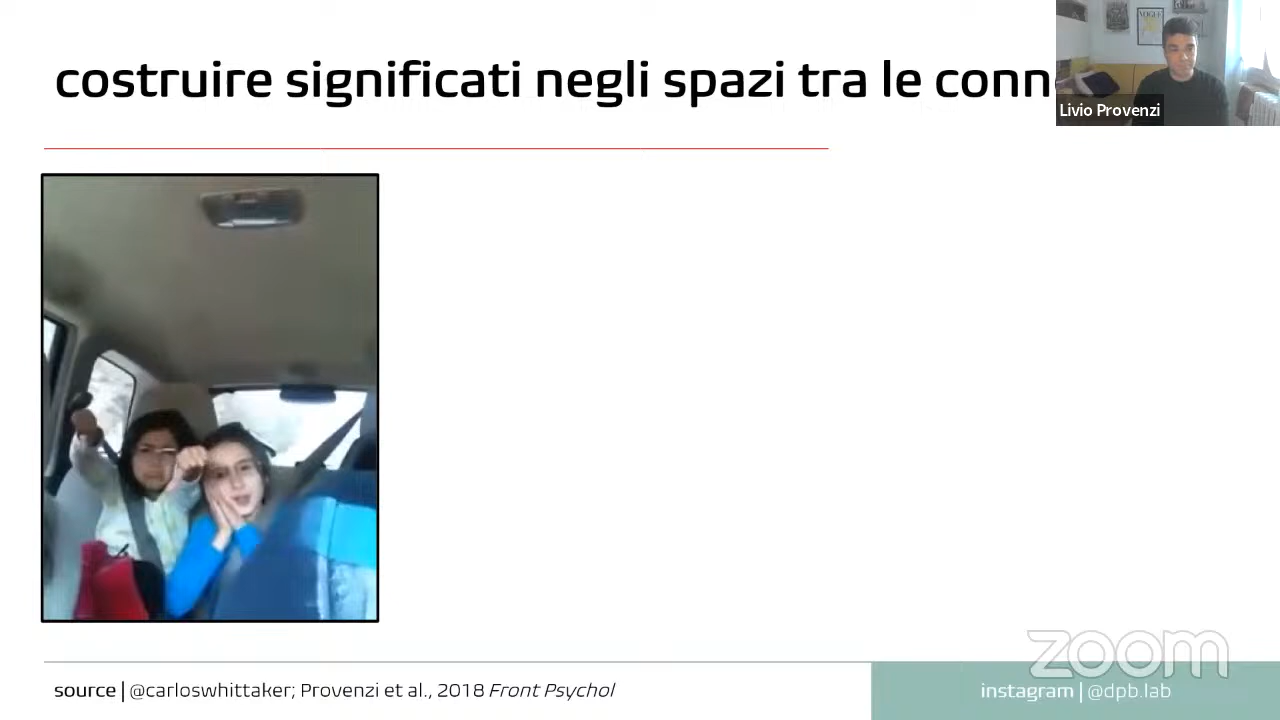 costruire significati negli spazi tra le conn
VOGUE
Livio Provenzi
zoom
source | @carloswhittaker; Provenzi et al., 2018 Front Psychol
instagram | @dpb.lab